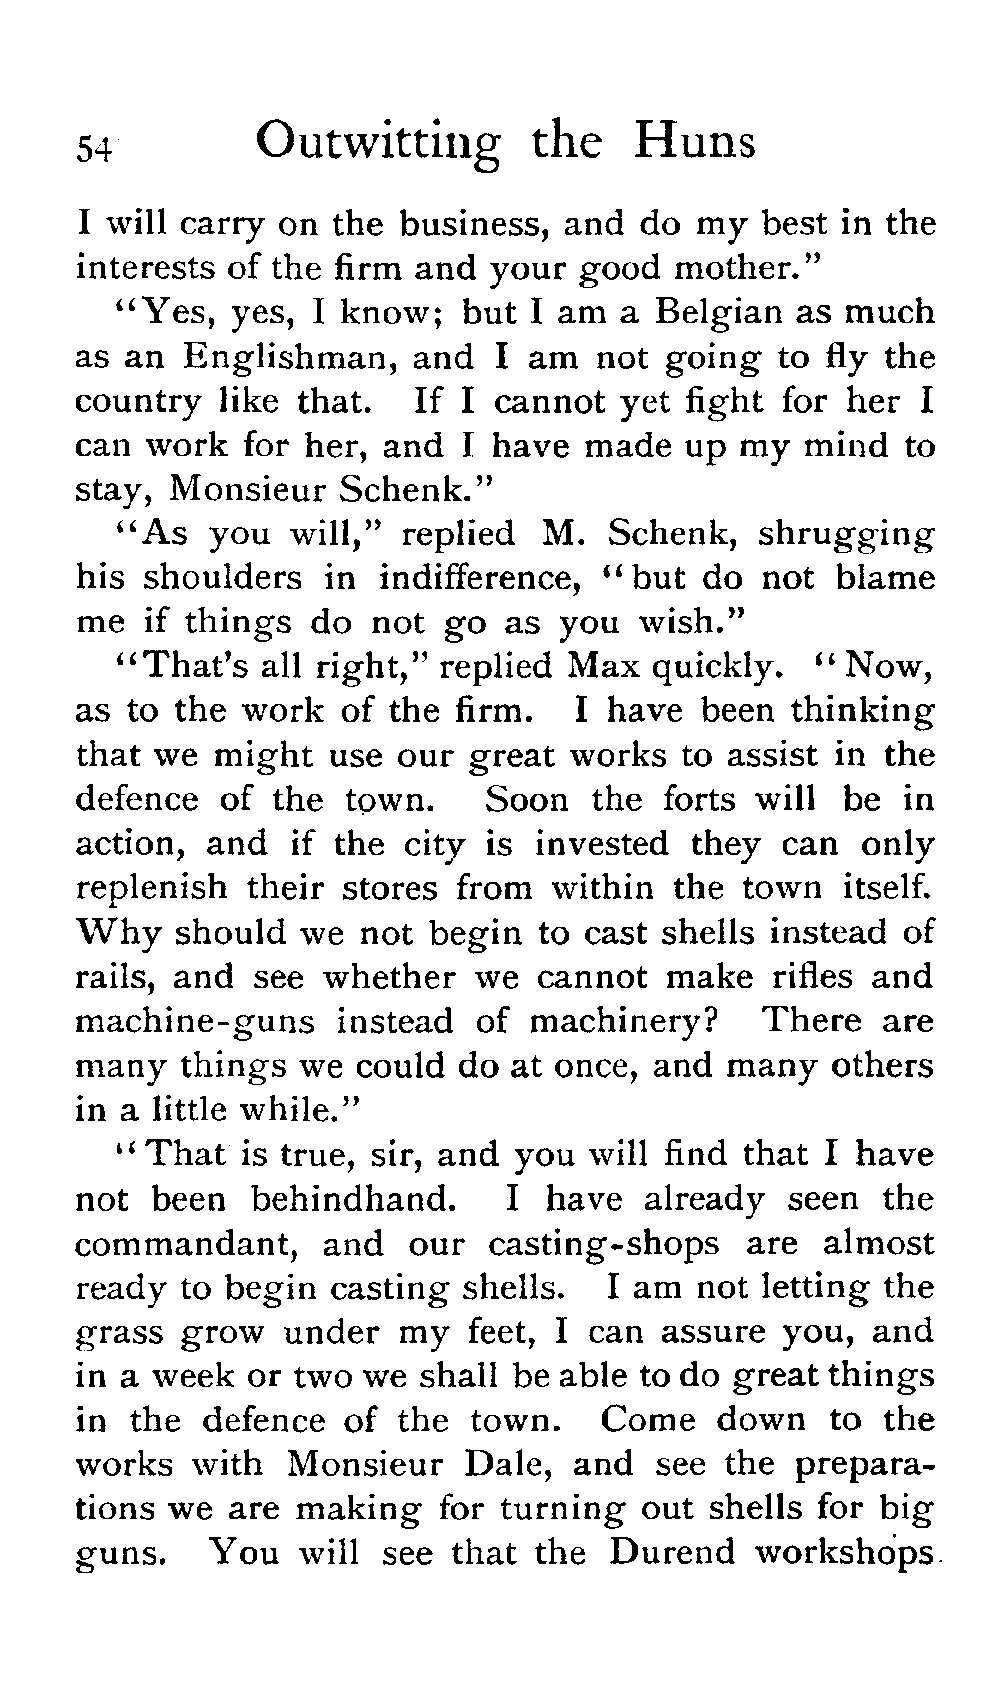 54 Outwitting the Huns
I will carry on the business, and do my best in the
interests of the firm and your good mother."
"Yes, yes, I know; but I am a Belgian as much
as an Englishman, and I am not going to fly the
country like that. If I cannot yet fight for her I
can work for her, and I have made up my mind to
stay, Monsieur Schenk."
"As you will," replied M. Schenk, shrugging
his shoulders in indifference, "but do not blame
me if things do not go as you wish."
"That's all right," replied Max quickly. "Now,
as to the work of the firm. I have been thinking
that we might use our great works to assist in the
defence of the town. Soon the forts will be in
action, and if the city is invested they can only
replenish their stores from within the town itself.
Why should we not begin to cast shells instead of
rails, and see whether we cannot make rifles and
machine-guns instead of machinery? There are
many things we could do at once, and many others
in a little while."
"That is true, sir, and you will find that I have
not been behindhand. I have already seen the
commandant, and our casting-shops are almost
ready to begin casting shells. I am not letting the
grass grow under my feet, I can assure you, and
in a week or two we shall be able to do great things
in the defence of the town. Come down to the
works with Monsieur Dale, and see the prepara-
tions we are making for turning out shells for big
guns. You will see that the Durend workshops